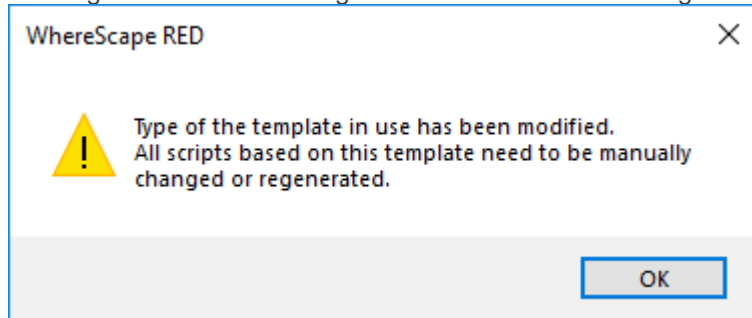 WhereScape RED
Type of the template in use has been modified.
All scripts based on this template need to be manually
changed or regenerated.
OK